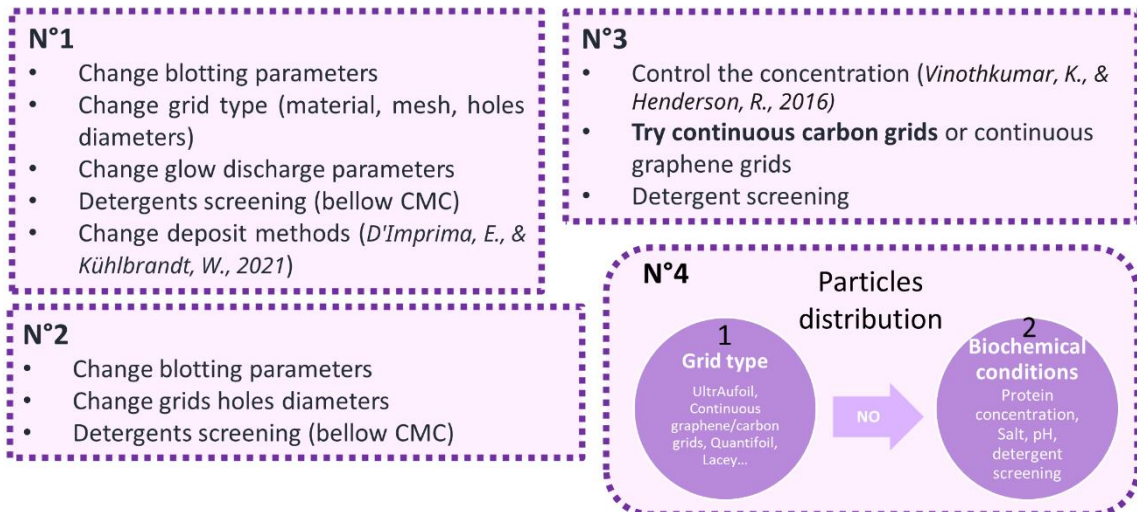 N°1
• Change blotting parameters
• Change grid type (material, mesh, holes
diameters)
• Change glow discharge parameters
• Detergents screening (bellow CMC)
• Change deposit methods (D'Imprima, E., &
Kühlbrandt, W., 2021)
N°2
• Change blotting parameters
• Change grids holes diameters
• Detergents screening (bellow CMC)
N°3
• Control the concentration (Vinothkumar, K., &
Henderson, R., 2016)
• Try continuous carbon grids or continuous
graphene grids
• Detergent screening
N°4
Particles
distribution
1
Grid type
UltrAufoil,
Continuous
graphene/carbon
grids, Quantifoil,
Lacey...
NO
2
Biochemical
conditions
Protein
concentration,
Salt, pH,
detergent
screening